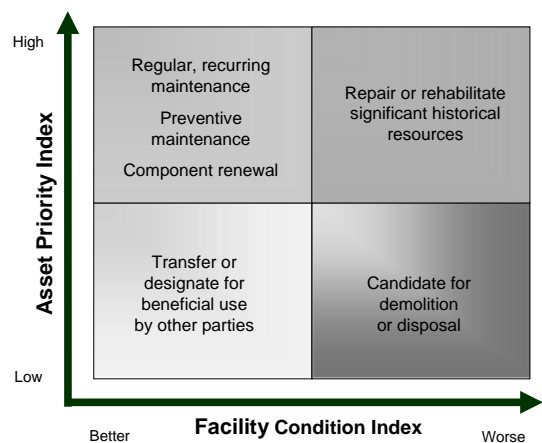 High
Asset Priority Index
Low
Regular, recurring
maintenance
Preventive
maintenance
Component renewal
Repair or rehabilitate
significant historical
resources
Transfer or
designate for
beneficial use
by other parties
Candidate for
demolition
or disposal
Better
Facility Condition Index
Worse